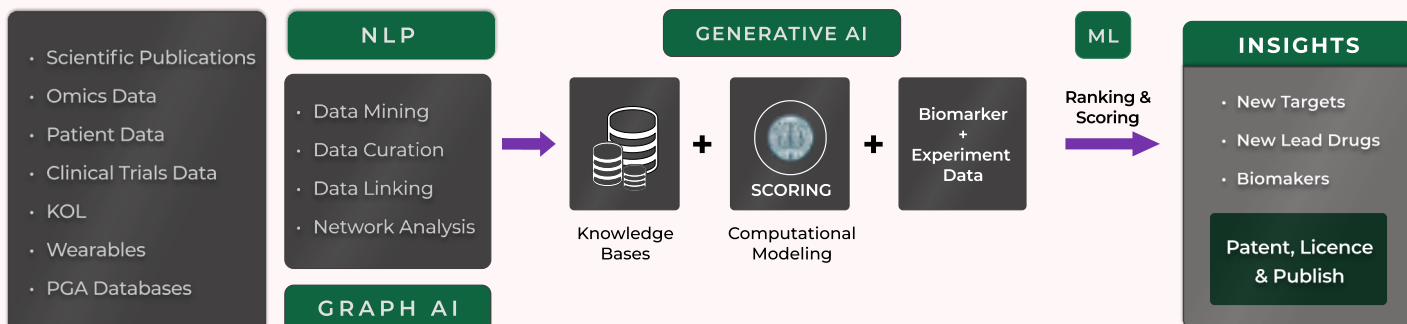 Scientific Publications
Omics Data
Patient Data
Clinical Trials Data
KOL
Wearables
PGA Databases
NLP
Data Mining
Data Curation
Data Linking
Network Analysis
GRAPH AI
GENERATIVE AI
Knowledge
Bases
+
SCORING
Computational
Modeling
+
Biomarker
+
Experiment
Data
ML
Ranking &
Scoring
INSIGHTS
New Targets
New Lead Drugs
Biomakers
Patent, Licence
& Publish